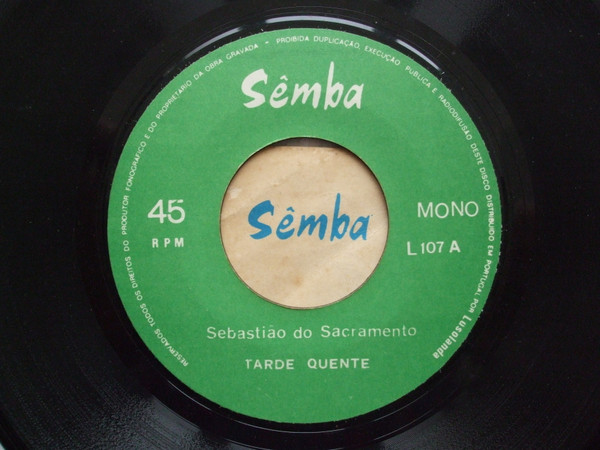 RESERVADOS TODOS OS DIREITOS DO PRODUTOR FONOGRÁFICO E DO PROPRIETÁRIO DA OBRA GRAVADA • PROIBIDA DUPLICAÇÃO, EXECUÇÃO PÚBLICA E RADIODIFUSÃO DESTE DISCO DISTRIBUIDO EM PORTUGAL POR Lusolanda
Sêmba
45
RPM
Sêmba
MONO
L 107 A
Sebastião do Sacramento
TARDE QUENTE